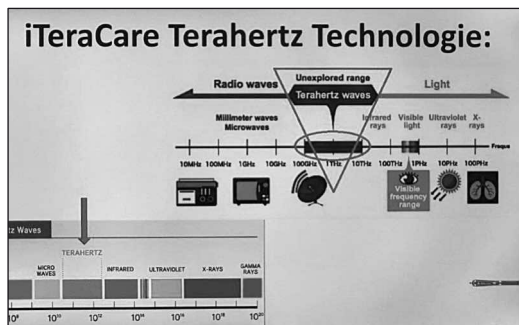 iTeraCare Terahertz Technologie:
Unexplored range
Radio waves Terahertz waves Light
Millimeter waves Infrared Visible Ultraviolet X-
Microwaves rays light rays rays
Freque
10MHz 100MHz 1GHz 10GHz 100GHz 1THz 10THz 100THz 1PHz 10PHz 100PHz
Visible
frequency
range
tz Waves
TERAHERTZ
MICRO INFRARED ULTRAVIOLET X-RAYS GAMMA
WAVES RAYS
10⁸ 10¹⁰ 10¹² 10¹⁴ 10¹⁶ 10¹⁸ 10²⁰